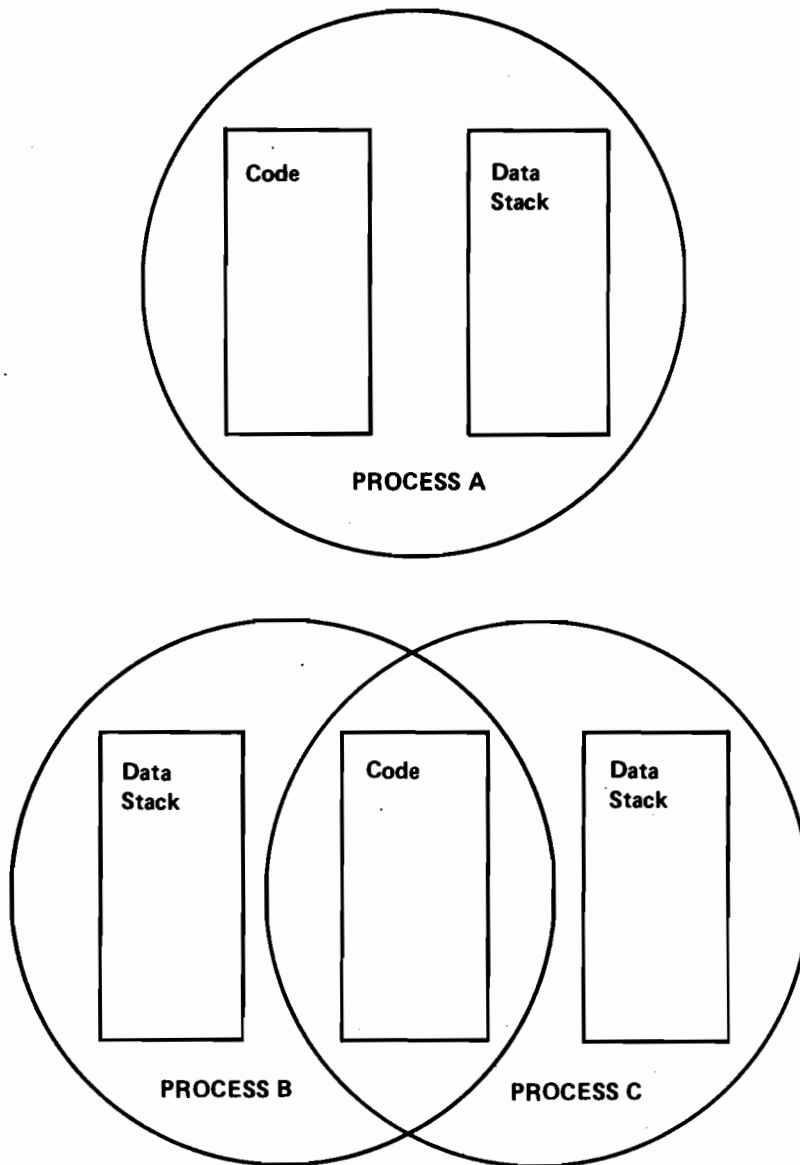 Code
Data
Stack
PROCESS A
Data
Stack
Code
Data
Stack
PROCESS B
PROCESS C